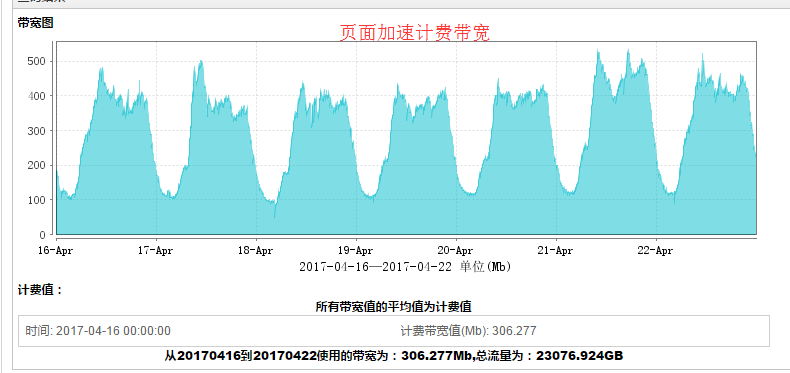 带宽图
页面加速计费带宽
500
400
300
200
100
0
16-Apr 17-Apr 18-Apr 19-Apr 20-Apr 21-Apr 22-Apr
2017-04-16—2017-04-22 单位(Mb)
计费值：
所有带宽值的平均值为计费值
时间: 2017-04-16 00:00:00 计费带宽值(Mb): 306.277
从20170416到20170422使用的带宽为：306.277Mb,总流量为：23076.924GB